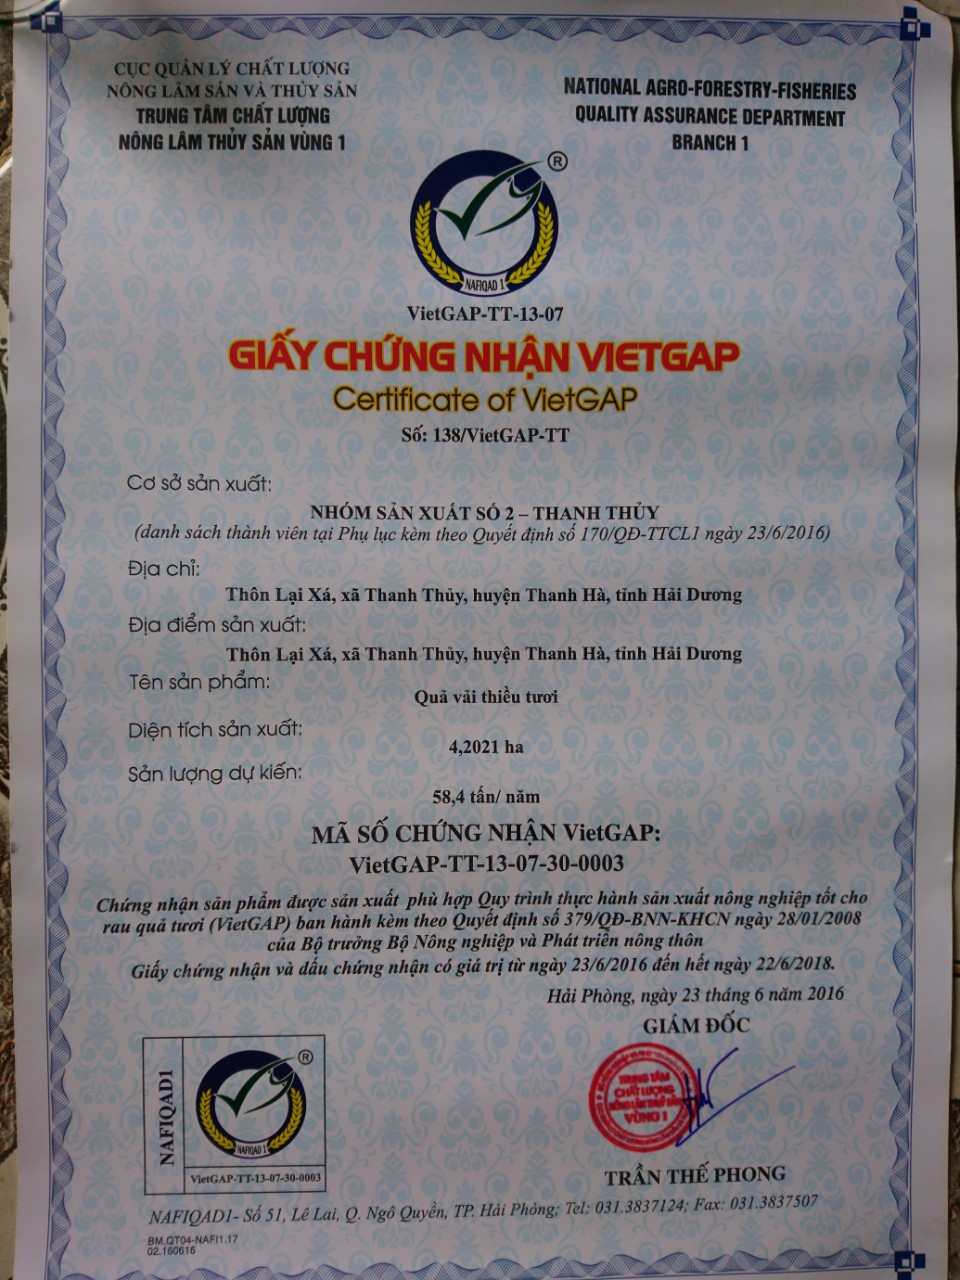 CỤC QUẢN LÝ CHẤT LƯỢNG
NÔNG LÂM SẢN VÀ THỦY SẢN
TRUNG TÂM CHẤT LƯỢNG
NÔNG LÂM THỦY SẢN VÙNG 1
NATIONAL AGRO-FORESTRY-FISHERIES
QUALITY ASSURANCE DEPARTMENT
BRANCH 1
®
NAFIQAD 1
VietGAP-TT-13-07
GIẤY CHỨNG NHẬN VIETGAP
Certificate of VietGAP
Số: 138/VietGAP-TT
Cơ sở sản xuất:
NHÓM SẢN XUẤT SỐ 2 – THANH THỦY
(danh sách thành viên tại Phụ lục kèm theo Quyết định số 170/QĐ-TTCL1 ngày 23/6/2016)
Địa chỉ:
Thôn Lại Xá, xã Thanh Thủy, huyện Thanh Hà, tỉnh Hải Dương
Địa điểm sản xuất:
Thôn Lại Xá, xã Thanh Thủy, huyện Thanh Hà, tỉnh Hải Dương
Tên sản phẩm:
Quả vải thiều tươi
Diện tích sản xuất:
4,2021 ha
Sản lượng dự kiến:
58,4 tấn/ năm
MÃ SỐ CHỨNG NHẬN VietGAP:
VietGAP-TT-13-07-30-0003
Chứng nhận sản phẩm được sản xuất phù hợp Quy trình thực hành sản xuất nông nghiệp tốt cho
rau quả tươi (VietGAP) ban hành kèm theo Quyết định số 379/QĐ-BNN-KHCN ngày 28/01/2008
của Bộ trưởng Bộ Nông nghiệp và Phát triển nông thôn
Giấy chứng nhận và dấu chứng nhận có giá trị từ ngày 23/6/2016 đến hết ngày 22/6/2018.
Hải Phòng, ngày 23 tháng 6 năm 2016
GIÁM ĐỐC
TRUNG TÂM
CHẤT LƯỢNG
NÔNG LÂM THỦY SẢN
VÙNG 1
TRẦN THẾ PHONG
NAFIQAD1
®
NAFIQAD 1
VietGAP-TT-13-07-30-0003
NAFIQAD1- Số 51, Lê Lai, Q. Ngô Quyền, TP. Hải Phòng; Tel: 031.3837124; Fax: 031.3837507
BM.QT04-NAFI1.17
02.160616